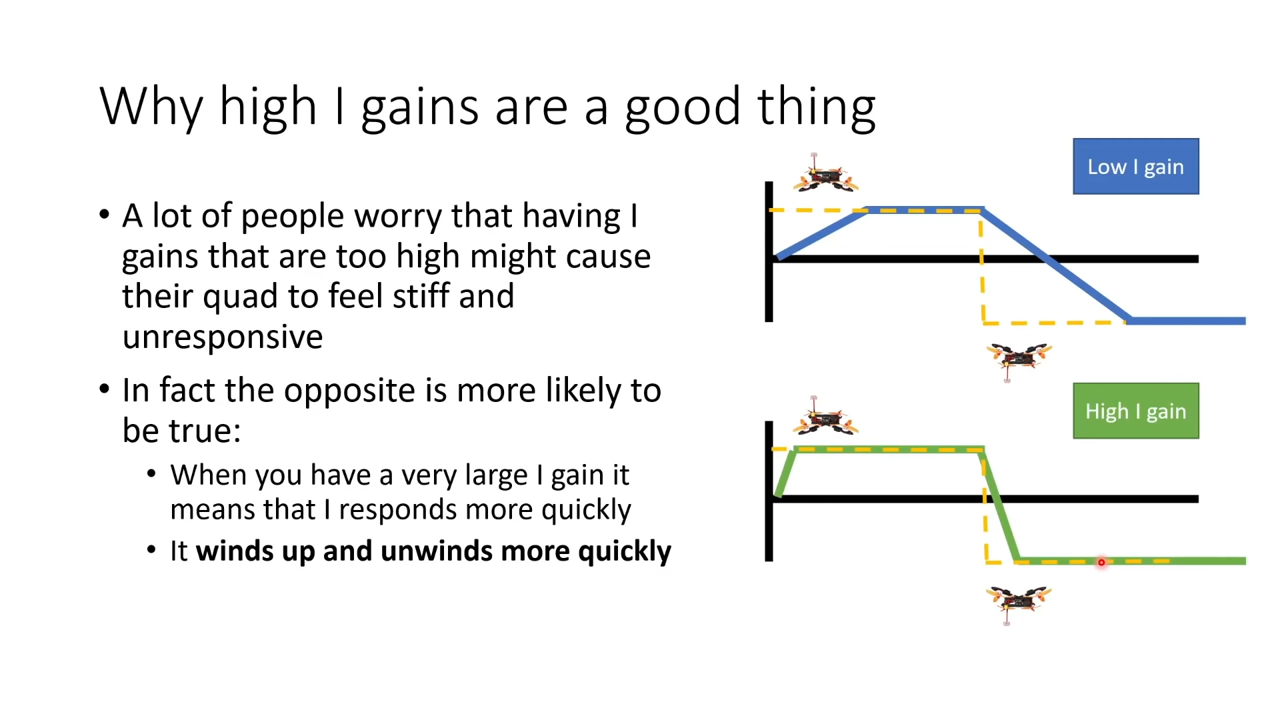 Why high I gains are a good thing
Low I gain
• A lot of people worry that having I
gains that are too high might cause
their quad to feel stiff and
unresponsive
• In fact the opposite is more likely to
be true:
• When you have a very large I gain it
means that I responds more quickly
• It winds up and unwinds more quickly
High I gain